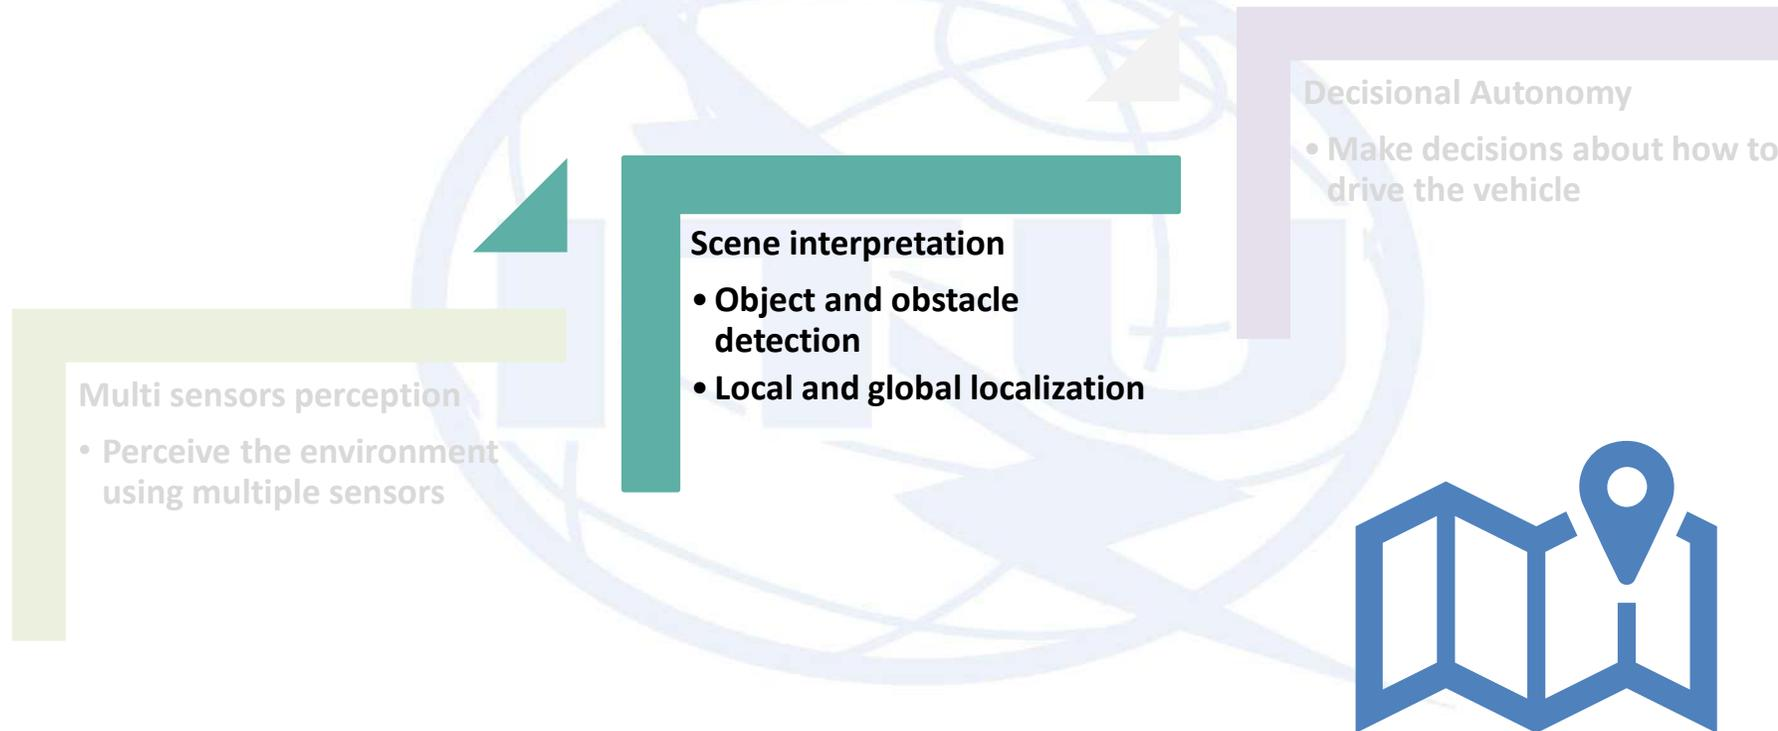 Multi sensors perception
• Perceive the environment
using multiple sensors
Scene interpretation
• Object and obstacle
detection
• Local and global localization
Decisional Autonomy
• Make decisions about how to
drive the vehicle
ITU